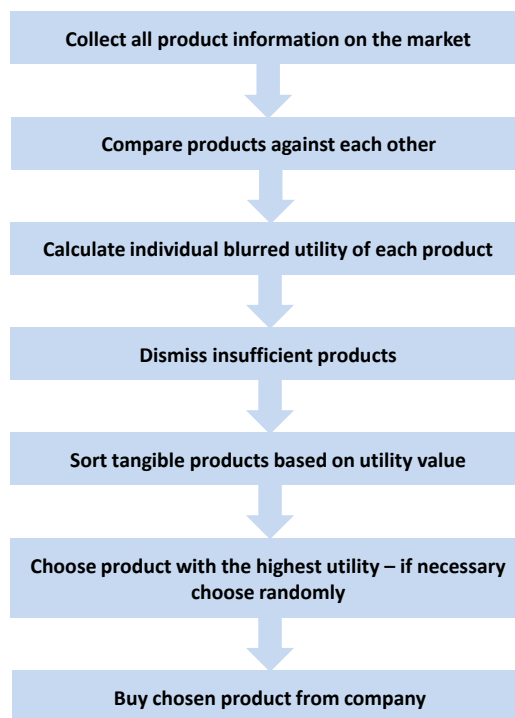 Collect all product information on the market
Compare products against each other
Calculate individual blurred utility of each product
Dismiss insufficient products
Sort tangible products based on utility value
Choose product with the highest utility – if necessary
choose randomly
Buy chosen product from company